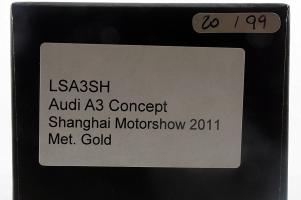 20 / 99
LSA3SH
Audi A3 Concept
Shanghai Motorshow 2011
Met. Gold